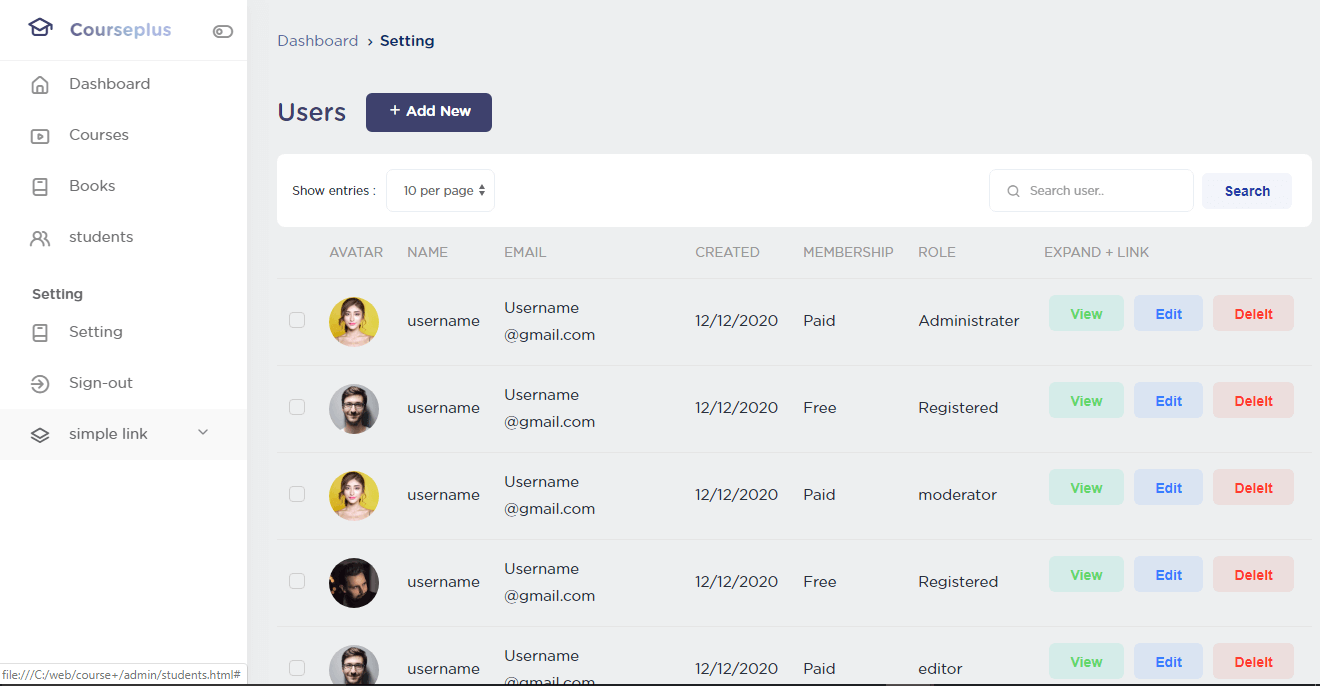 Courseplus
Dashboard
Courses
Books
students
Setting
Setting
Sign-out
simple link
file:///C:/web/course+/admin/students.html#
Dashboard › Setting
Users + Add New
Show entries : 10 per page Search user.. Search
AVATAR NAME EMAIL CREATED MEMBERSHIP ROLE EXPAND + LINK
username Username
@gmail.com 12/12/2020 Paid Administrater View Edit Delelt
username Username
@gmail.com 12/12/2020 Free Registered View Edit Delelt
username Username
@gmail.com 12/12/2020 Paid moderator View Edit Delelt
username Username
@gmail.com 12/12/2020 Free Registered View Edit Delelt
username Username
@gmail.com 12/12/2020 Paid editor View Edit Delelt